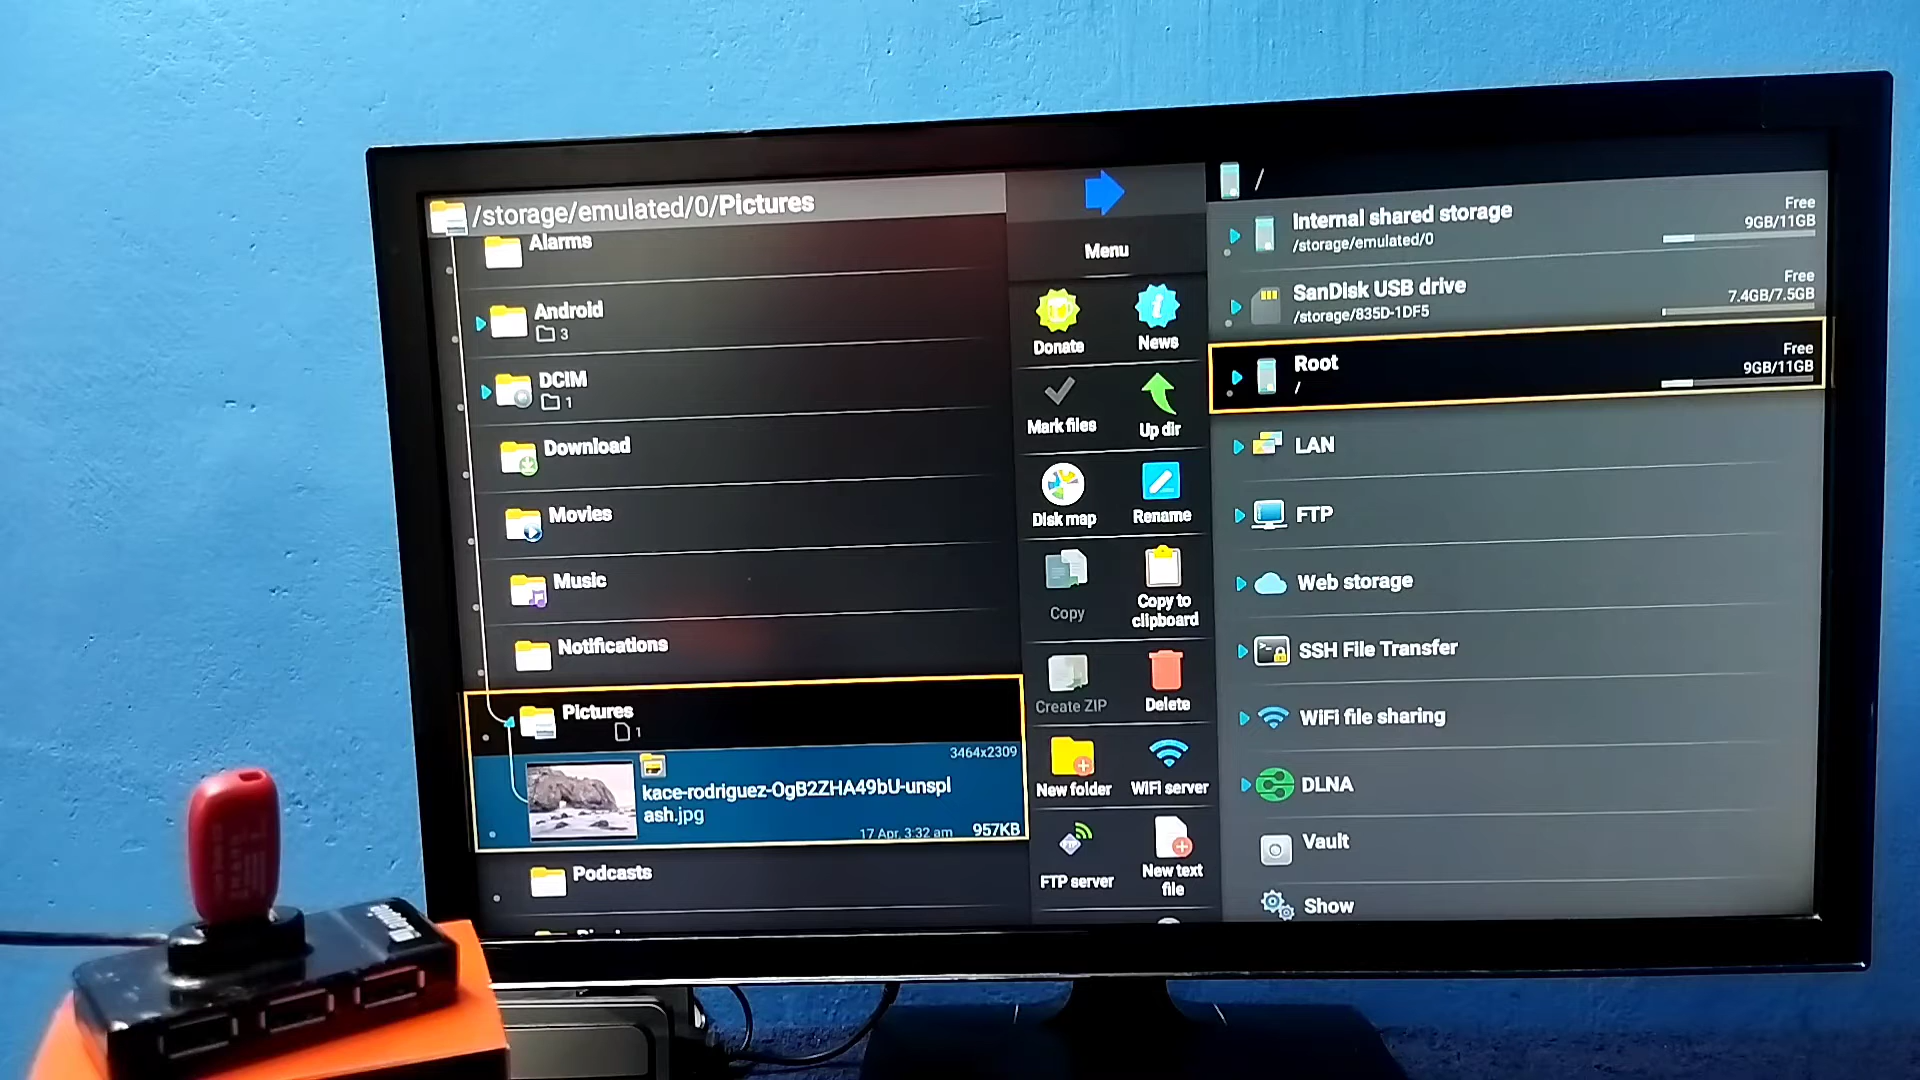 /storage/emulated/0/Pictures
Alarms
Android
3
DCIM
1
Download
Movies
Music
Notifications
Pictures
1
3464x2309
kace-rodriguez-OgB2ZHA49bU-unspl
ash.jpg
17 Apr, 3:32 am 957KB
Podcasts
Menu
Donate
News
Mark files
Up dir
Disk map
Rename
Copy
Copy to
clipboard
Create ZIP
Delete
New folder
WiFi server
FTP
FTP server
New text
file
/
Internal shared storage
/storage/emulated/0
Free
9GB/11GB
SanDisk USB drive
/storage/835D-1DF5
Free
7.4GB/7.5GB
Root
/
Free
9GB/11GB
LAN
FTP
Web storage
SSH File Transfer
WiFi file sharing
DLNA
Vault
Show